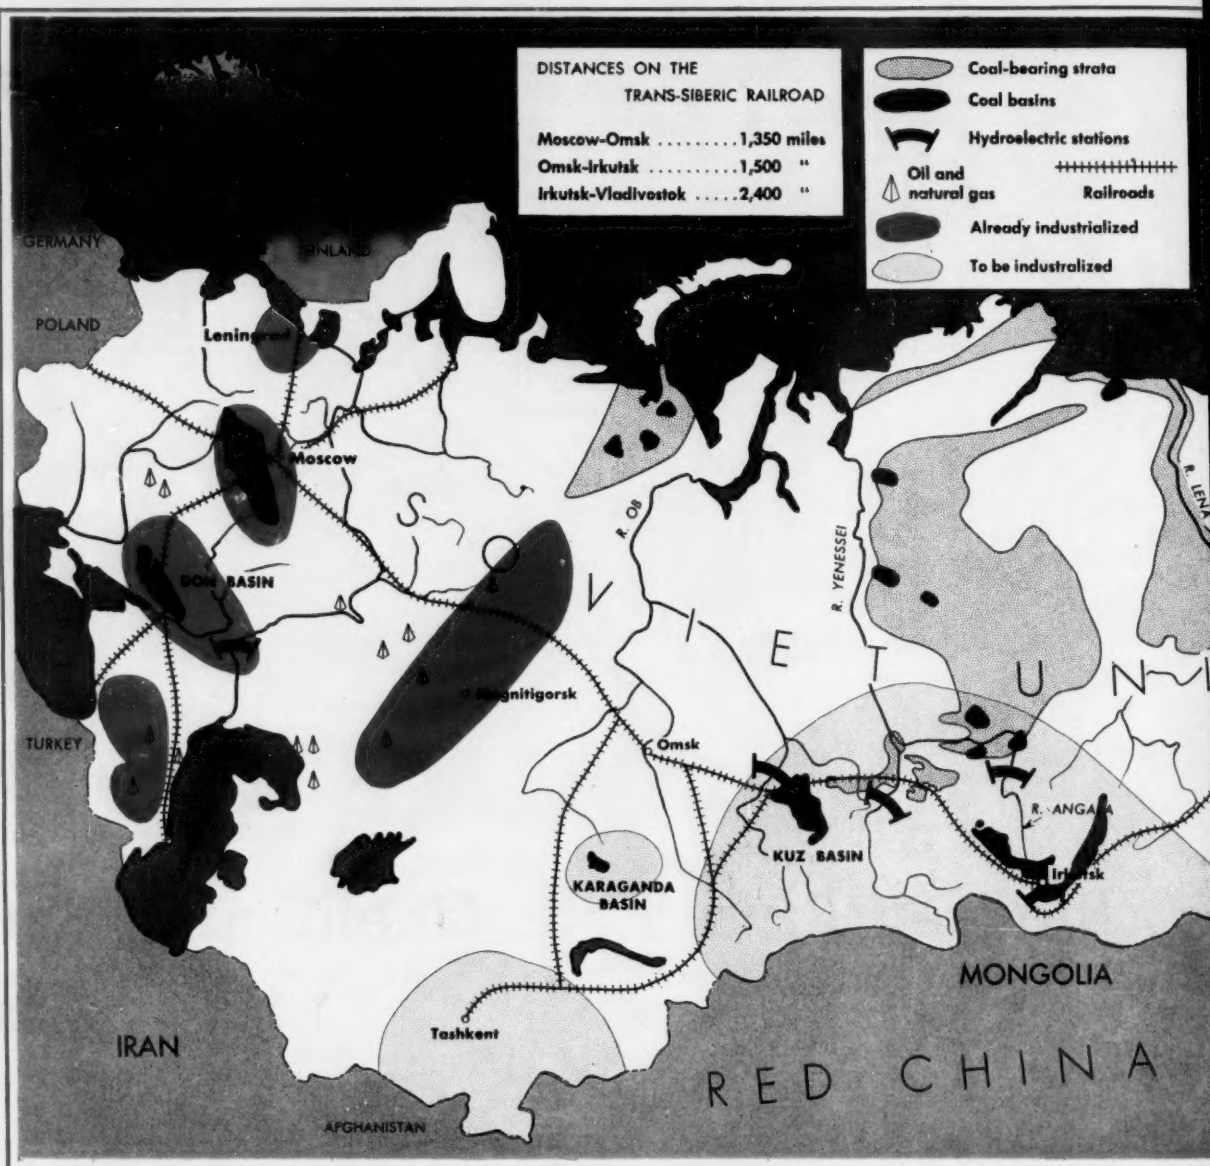 DISTANCES ON THE
TRANS-SIBERIC RAILROAD
Moscow-Omsk .........1,350 miles
Omsk-Irkutsk ..........1,500 "
Irkutsk-Vladivostok .....2,400 "
Coal-bearing strata
Coal basins
Hydroelectric stations
Oil and
natural gas
Railroads
Already industrialized
To be industralized
GERMANY
FINLAND
POLAND
Leningrad
Moscow
S
V I E T
U N I
R. OB
R. YENESSEI
R. LENA
DON BASIN
Magnitigorsk
TURKEY
Omsk
R. ANGARA
KUZ BASIN
Irkutsk
KARAGANDA
BASIN
MONGOLIA
Tashkent
IRAN
RED CHINA
AFGHANISTAN